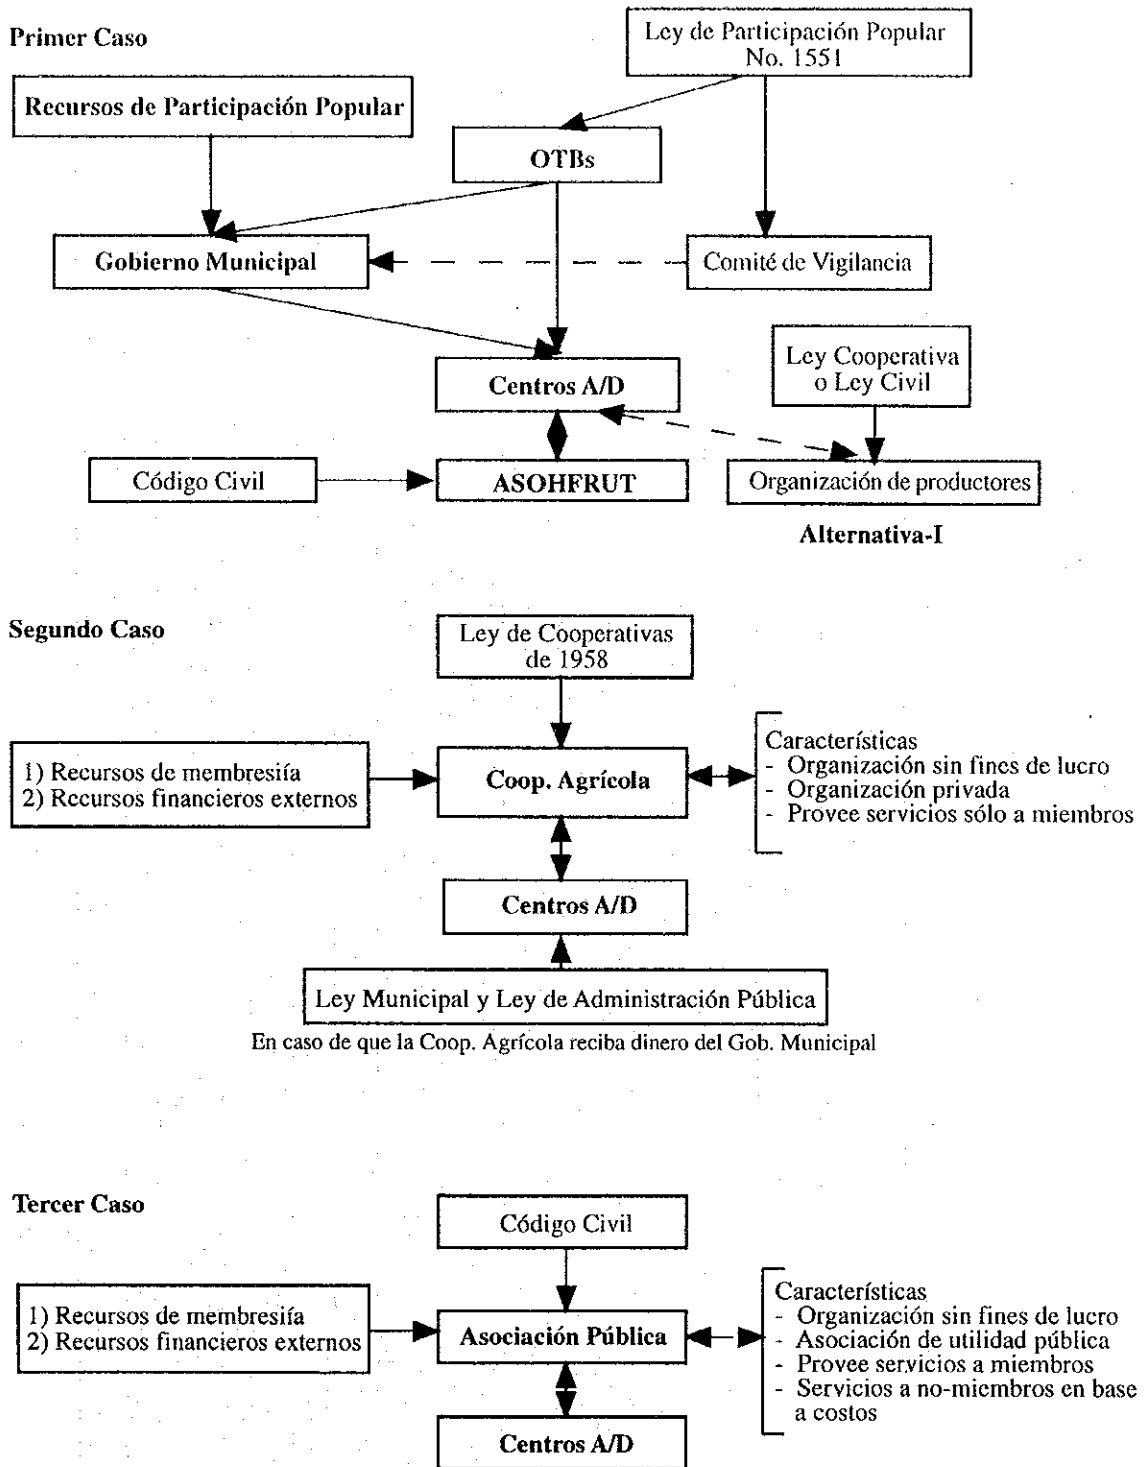 Primer Caso
Ley de Participación Popular
No. 1551
Recursos de Participación Popular
OTBs
Gobierno Municipal
Comité de Vigilancia
Centros A/D
Ley Cooperativa
o Ley Civil
Código Civil
ASOHFRUT
Organización de productores
Alternativa-I
Segundo Caso
Ley de Cooperativas
de 1958
1) Recursos de membresiía
2) Recursos financieros externos
Coop. Agrícola
Características
- Organización sin fines de lucro
- Organización privada
- Provee servicios sólo a miembros
Centros A/D
Ley Municipal y Ley de Administración Pública
En caso de que la Coop. Agrícola reciba dinero del Gob. Municipal
Tercer Caso
Código Civil
1) Recursos de membresiía
2) Recursos financieros externos
Asociación Pública
Características
- Organización sin fines de lucro
- Asociación de utilidad pública
- Provee servicios a miembros
- Servicios a no-miembros en base
a costos
Centros A/D